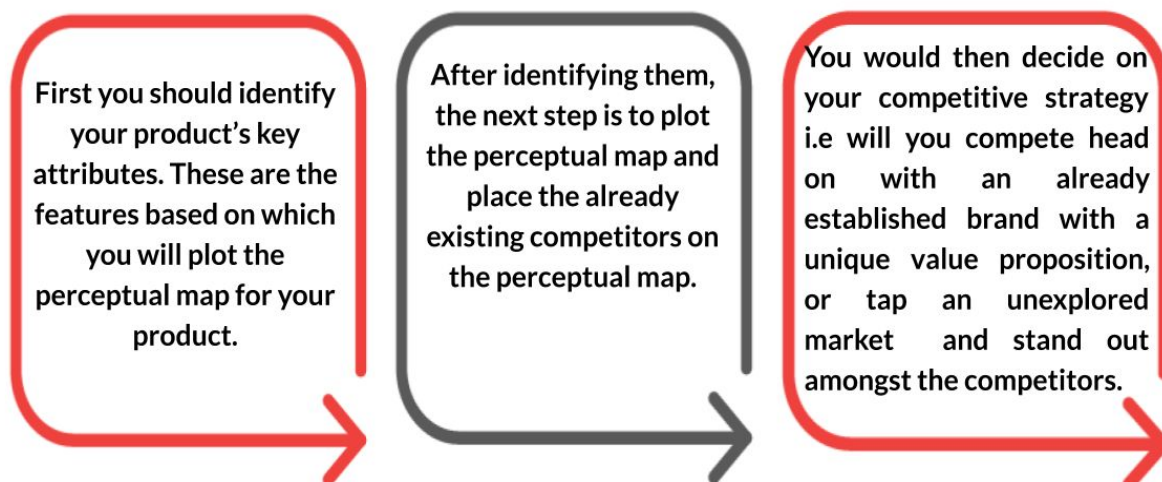 First you should identify
your product's key
attributes. These are the
features based on which
you will plot the
perceptual map for your
product.
After identifying them,
the next step is to plot
the perceptual map and
place the already
existing competitors on
the perceptual map.
You would then decide on
your competitive strategy
i.e will you compete head
on with an already
established brand with a
unique value proposition,
or tap an unexplored
market and stand out
amongst the competitors.